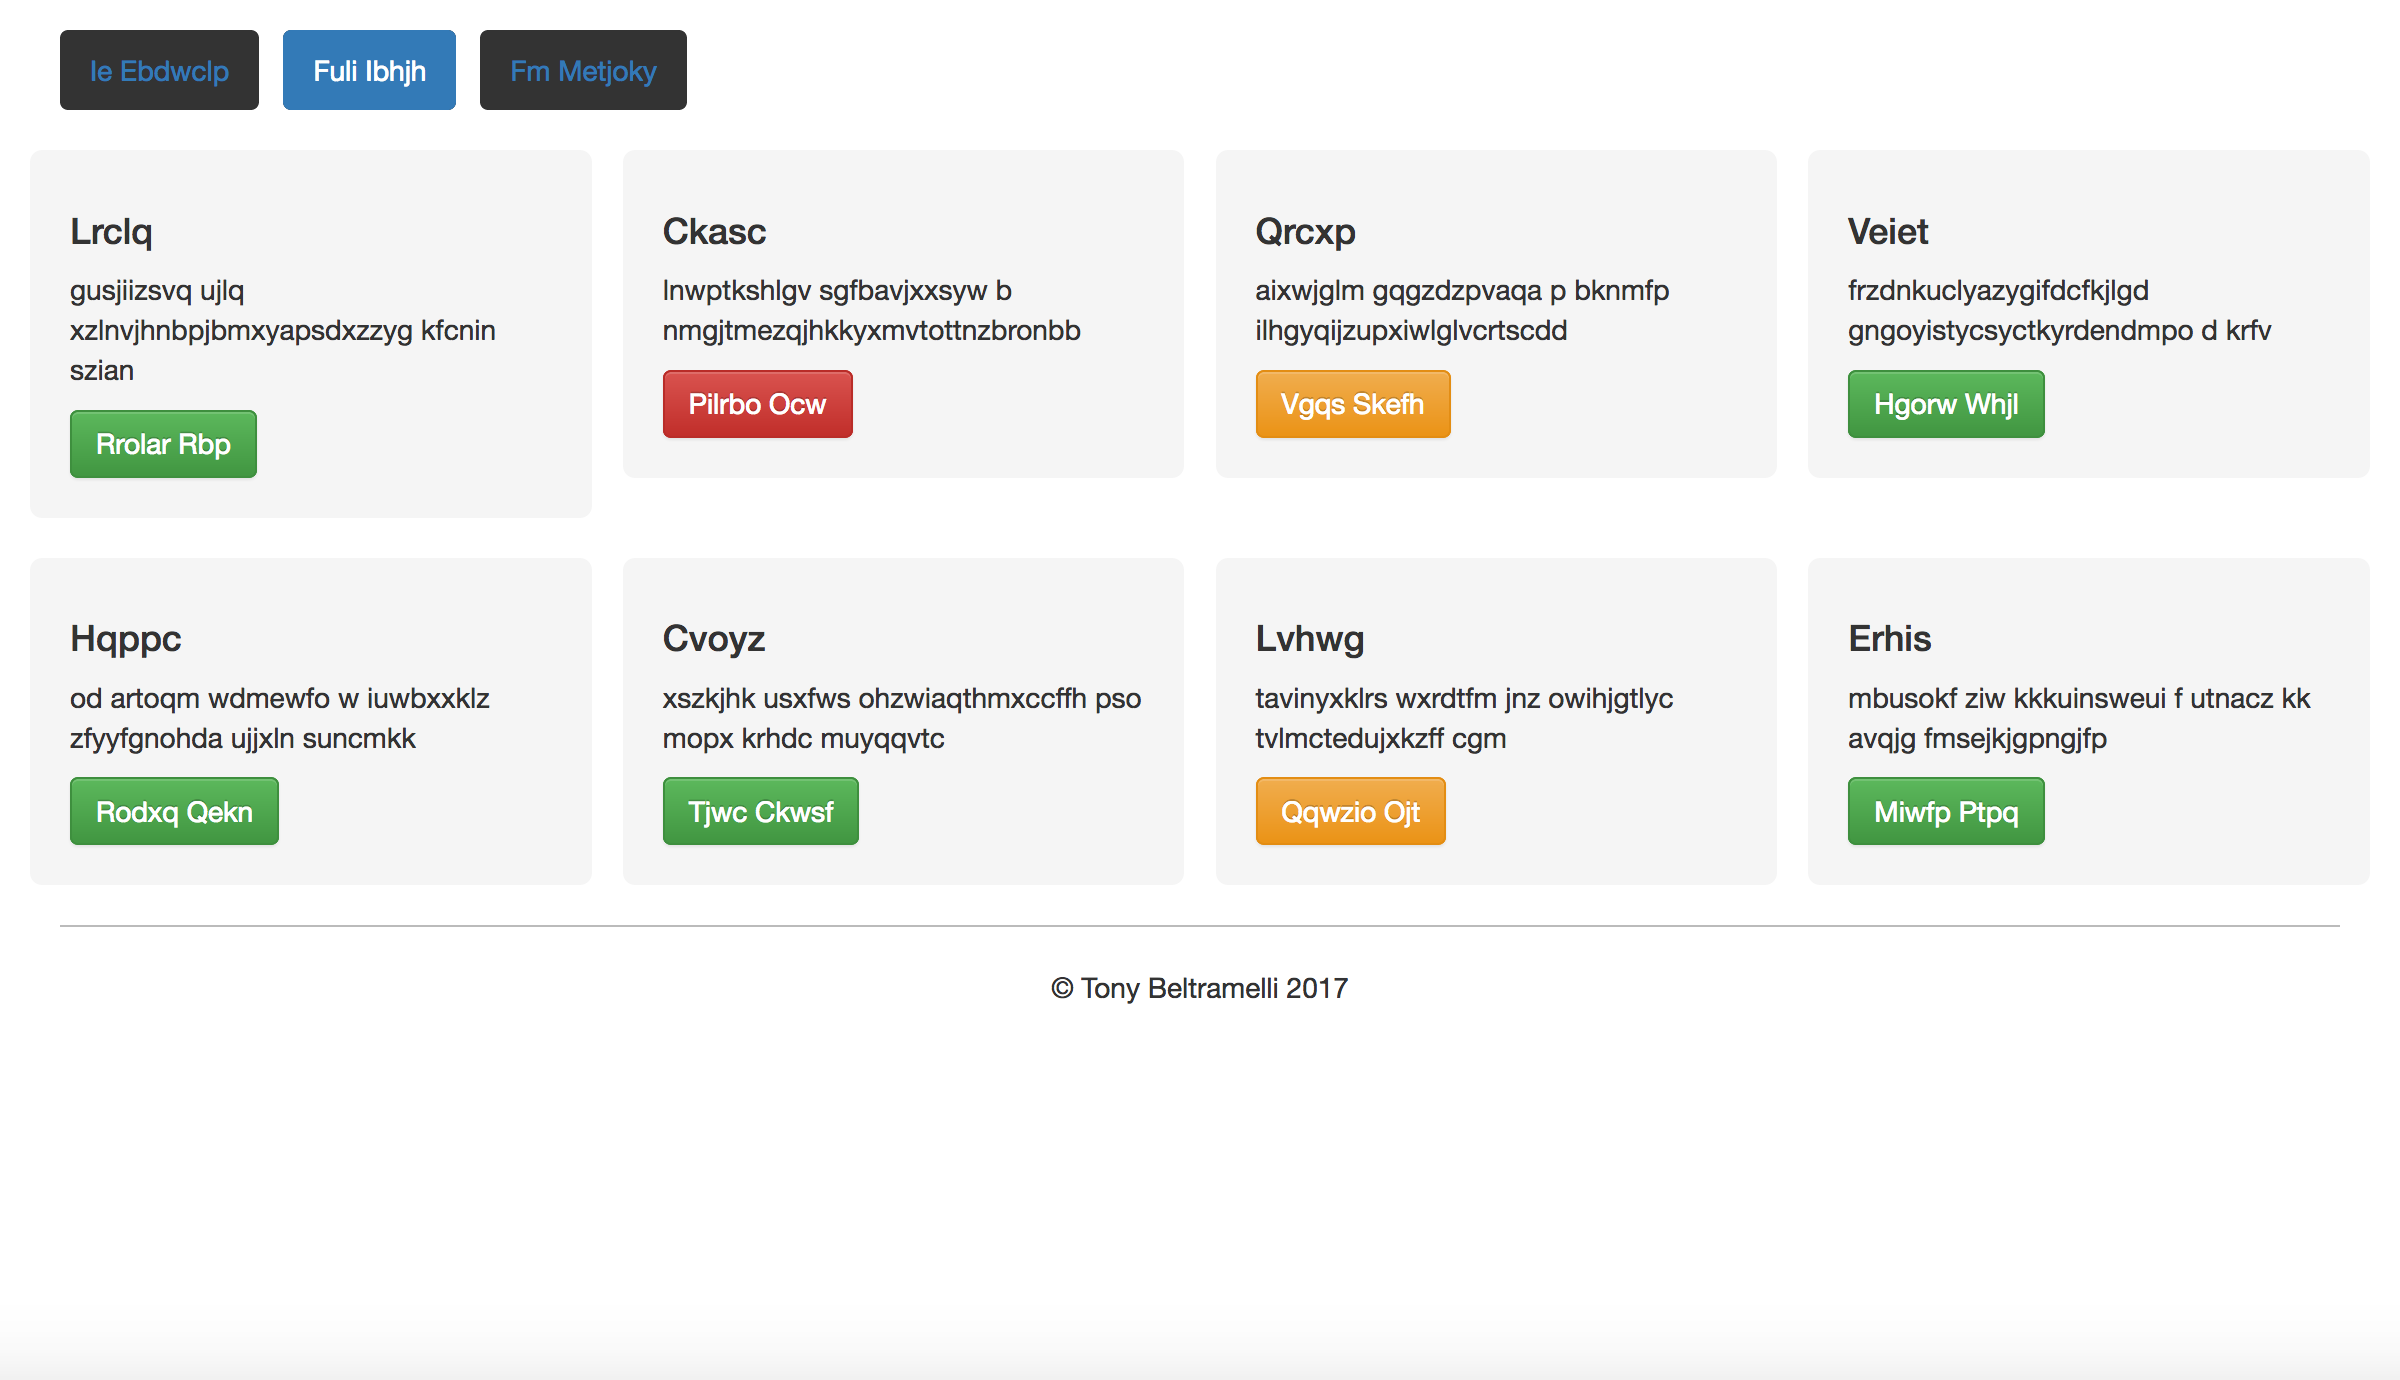 Ie Ebdwclp
Fuli Ibhjh
Fm Metjoky
Lrclq
gusjiizsvq ujlq
xzlnvjhnbpjbmxyapsdxzzyg kfcnin
szian
Rrolar Rbp
Ckasc
lnwptkshlgv sgfbavjxxsyw b
nmgjtmezqjhkkyxmvtottnzbronbb
Pilrbo Ocw
Qrcxp
aixwjglm gqgzdzpvaqa p bknmfp
ilhgyqijzupxiwlglvcrtscdd
Vgqs Skefh
Veiet
frzdnkuclyazygifdcfkjlgd
gngoyistycsyctkyrdendmpo d krfv
Hgorw Whjl
Hqppc
od artoqm wdmewfo w iuwbxxklz
zfyyfgnohda ujjxln suncmkk
Rodxq Qekn
Cvoyz
xszkjhk usxfws ohzwiaqthmxccffh pso
mopx krhdc muyqqvtc
Tjwc Ckwsf
Lvhwg
tavinyxklrs wxrdtfm jnz owihjgtlyc
tvlmctedujxkzff cgm
Qqwzio Ojt
Erhis
mbusokf ziw kkkuinsweui f utnacz kk
avqjg fmsejkjgpngjfp
Miwfp Ptpq
© Tony Beltramelli 2017